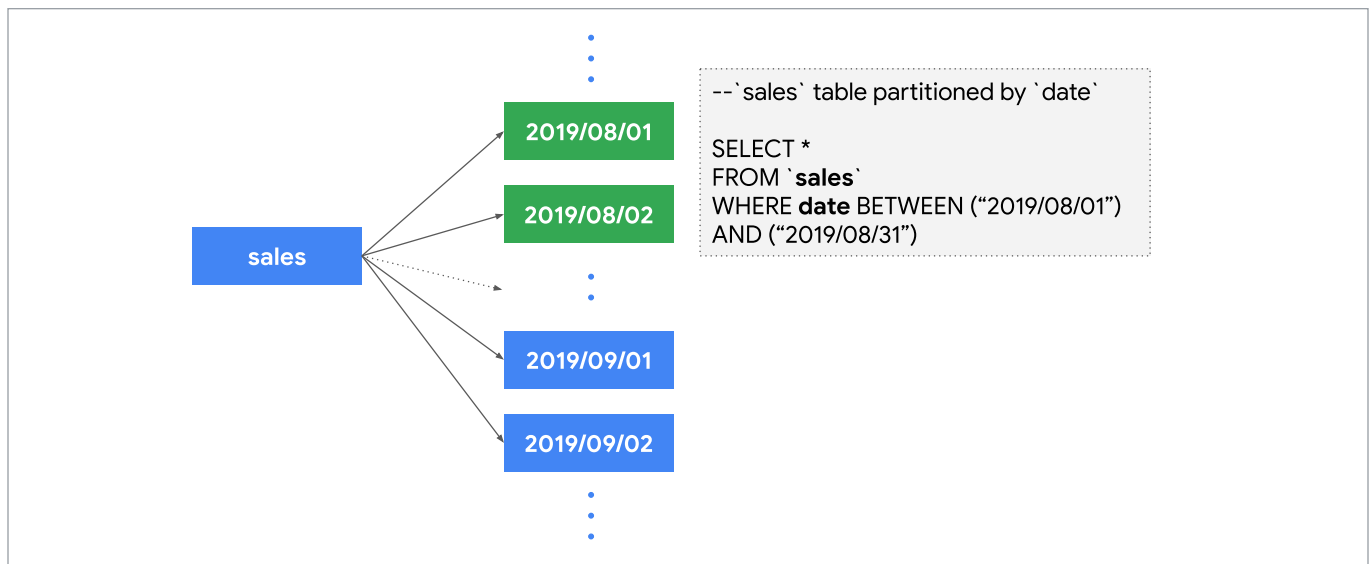 --`sales` table partitioned by `date`
SELECT *
FROM `sales`
WHERE date BETWEEN (“2019/08/01”)
AND (“2019/08/31”)
sales
2019/08/01
2019/08/02
2019/09/01
2019/09/02